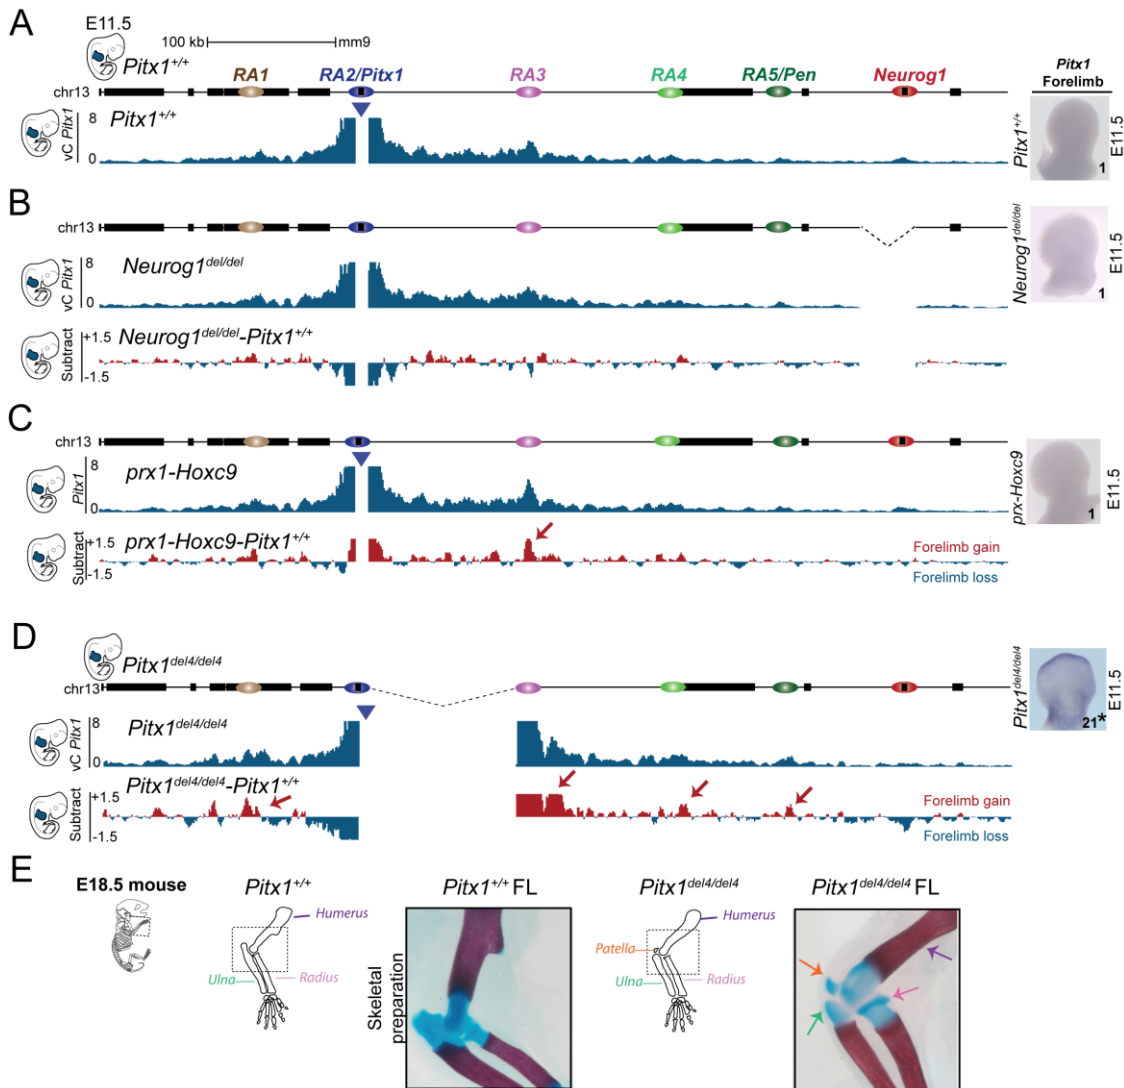 A
E11.5
100 kb
mm9
Pitx1+/+
RA1
RA2/Pitx1
RA3
RA4
RA5/Pen
Neurog1
Pitx1
Forelimb
chr13
vC Pitx1
8
0
Pitx1+/+
Pitx1+/+
1
E11.5
B
chr13
vC Pitx1
8
0
Neurog1del/del
Neurog1del/del
1
E11.5
Subtract
+1.5
-1.5
Neurog1del/del-Pitx1+/+
C
chr13
Pitx1
8
0
prx1-Hoxc9
prx-Hoxc9
1
E11.5
Subtract
+1.5
-1.5
prx1-Hoxc9-Pitx1+/+
Forelimb gain
Forelimb loss
D
Pitx1del4/del4
chr13
vC Pitx1
8
0
Pitx1del4/del4
Pitx1del4/del4
21*
E11.5
Subtract
+1.5
-1.5
Pitx1del4/del4-Pitx1+/+
Forelimb gain
Forelimb loss
E
E18.5 mouse
Pitx1+/+
Humerus
Ulna
Radius
Skeletal
preparation
Pitx1+/+ FL
Pitx1del4/del4
Humerus
Patella
Ulna
Radius
Pitx1del4/del4 FL